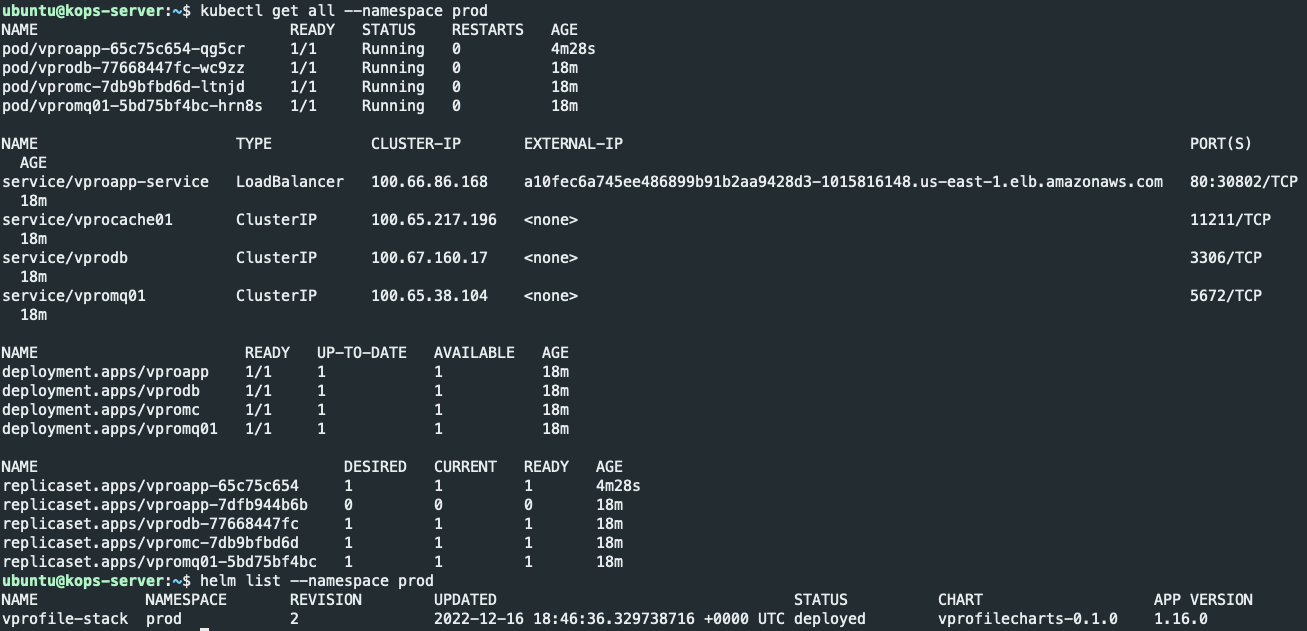 ubuntu@kops-server:~$ kubectl get all --namespace prod
NAME                            READY   STATUS    RESTARTS   AGE
pod/vproapp-65c75c654-qg5cr     1/1     Running   0          4m28s
pod/vprodb-77668447fc-wc9zz     1/1     Running   0          18m
pod/vpromc-7db9bfbd6d-ltnjd     1/1     Running   0          18m
pod/vpromq01-5bd75bf4bc-hrn8s   1/1     Running   0          18m

NAME                      TYPE           CLUSTER-IP       EXTERNAL-IP                                                               PORT(S)
  AGE
service/vproapp-service   LoadBalancer   100.66.86.168    a10fec6a745ee486899b91b2aa9428d3-1015816148.us-east-1.elb.amazonaws.com   80:30802/TCP
  18m
service/vprocache01       ClusterIP      100.65.217.196   <none>                                                                    11211/TCP
  18m
service/vprodb            ClusterIP      100.67.160.17    <none>                                                                    3306/TCP
  18m
service/vpromq01          ClusterIP      100.65.38.104    <none>                                                                    5672/TCP
  18m

NAME                       READY   UP-TO-DATE   AVAILABLE   AGE
deployment.apps/vproapp    1/1     1            1           18m
deployment.apps/vprodb     1/1     1            1           18m
deployment.apps/vpromc     1/1     1            1           18m
deployment.apps/vpromq01   1/1     1            1           18m

NAME                                  DESIRED   CURRENT   READY   AGE
replicaset.apps/vproapp-65c75c654     1         1         1       4m28s
replicaset.apps/vproapp-7dfb944b6b    0         0         0       18m
replicaset.apps/vprodb-77668447fc     1         1         1       18m
replicaset.apps/vpromc-7db9bfbd6d     1         1         1       18m
replicaset.apps/vpromq01-5bd75bf4bc   1         1         1       18m
ubuntu@kops-server:~$ helm list --namespace prod
NAME            NAMESPACE       REVISION        UPDATED                                 STATUS          CHART                   APP VERSION
vprofile-stack  prod            2               2022-12-16 18:46:36.329738716 +0000 UTC deployed        vprofilecharts-0.1.0    1.16.0